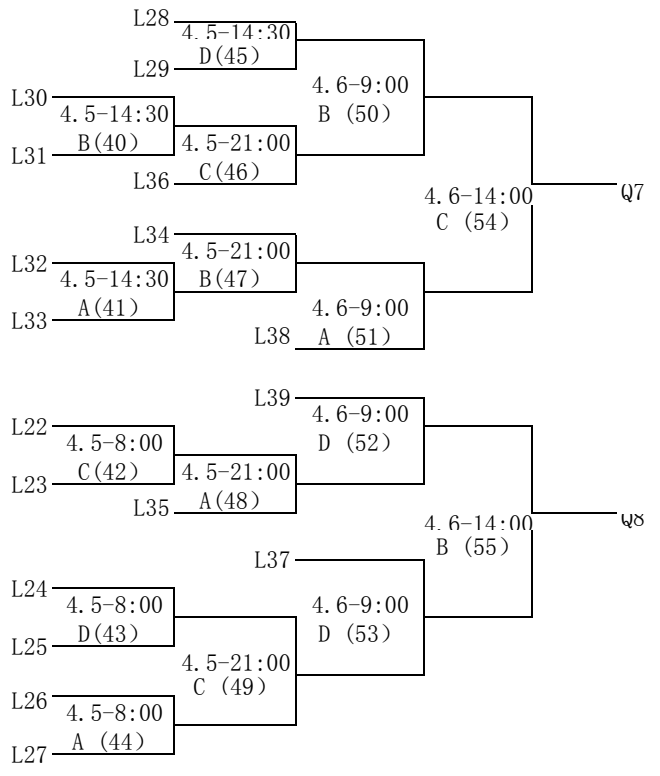 L28
4.5-14:30
D(45)
L29
L30
4.5-14:30
B(40)
L31
4.5-21:00
C(46)
L36
4.6-9:00
B (50)
4.6-14:00
C (54)
Q7
L34
4.5-21:00
B(47)
L32
4.5-14:30
A(41)
L33
4.6-9:00
A (51)
L38
L39
4.6-9:00
D (52)
L22
4.5-8:00
C(42)
L23
4.5-21:00
A(48)
L35
4.6-14:00
B (55)
Q8
L37
4.6-9:00
D (53)
L24
4.5-8:00
D(43)
L25
4.5-21:00
C (49)
L26
4.5-8:00
A (44)
L27